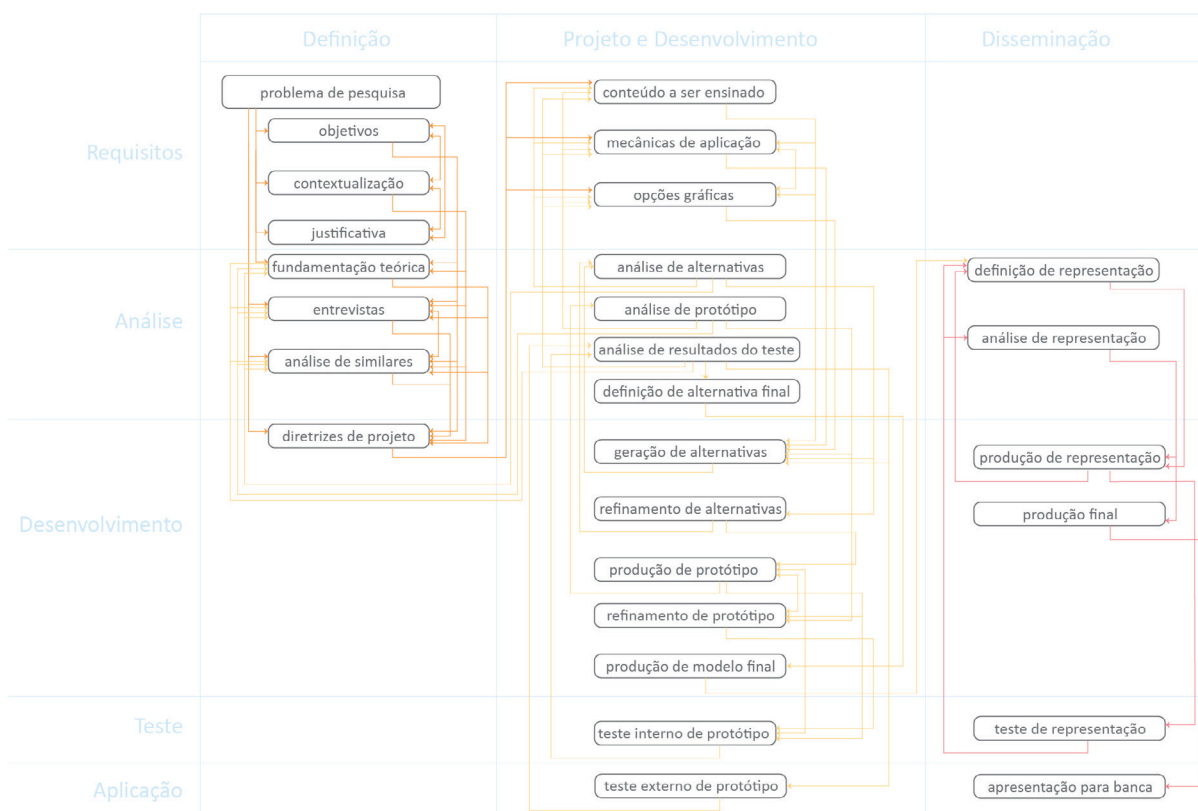 Definição
Projeto e Desenvolvimento
Disseminação
Requisitos
problema de pesquisa
objetivos
contextualização
justificativa
conteúdo a ser ensinado
mecânicas de aplicação
opções gráficas
Análise
fundamentação teórica
entrevistas
análise de similares
análise de alternativas
análise de protótipo
análise de resultados do teste
definição de alternativa final
definição de representação
análise de representação
Desenvolvimento
diretrizes de projeto
geração de alternativas
refinamento de alternativas
produção de protótipo
refinamento de protótipo
produção de modelo final
produção de representação
produção final
Teste
teste interno de protótipo
teste de representação
Aplicação
teste externo de protótipo
apresentação para banca